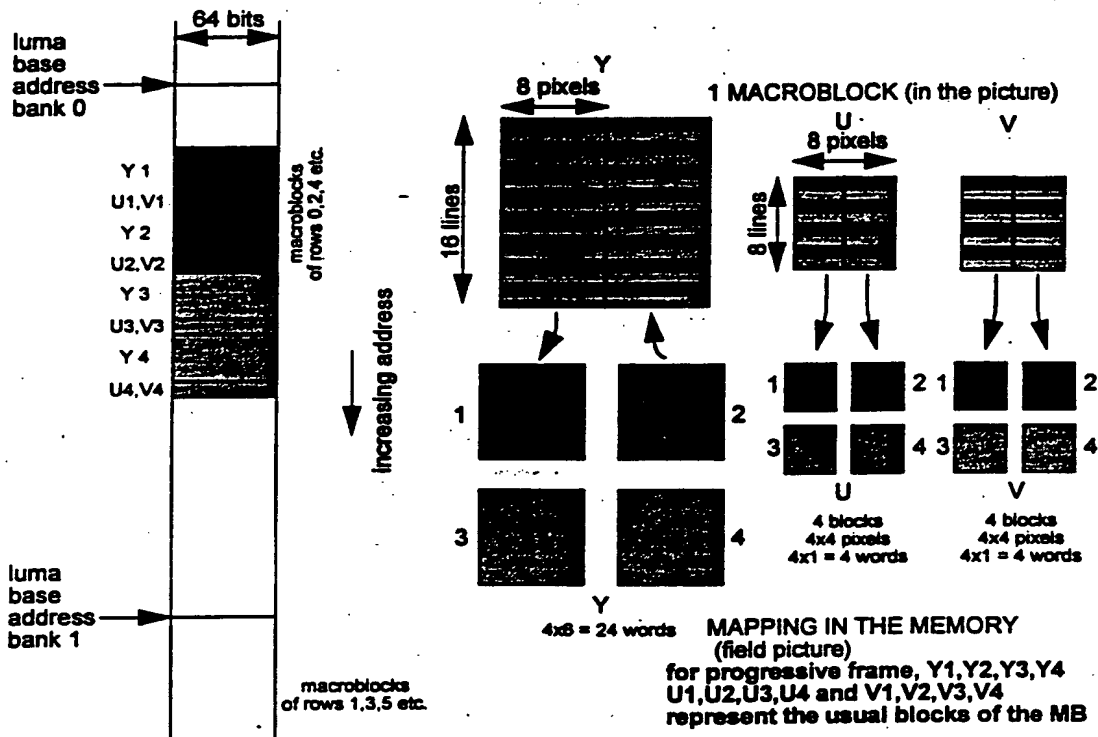 64 bits
luma
base
address
bank 0
Y 1
U1,V1
Y 2
U2,V2
Y 3
U3,V3
Y 4
U4,V4
macroblocks
of rows 0,2,4 etc.
increasing address
luma
base
address
bank 1
macroblocks
of rows 1,3,5 etc.
Y
8 pixels
16 lines
1 MACROBLOCK (in the picture)
U
8 pixels
8 lines
V
1
2
3
4
Y
4x6 = 24 words
1
2
3
4
U
4 blocks
4x4 pixels
4x1 = 4 words
1
2
3
4
V
4 blocks
4x4 pixels
4x1 = 4 words
MAPPING IN THE MEMORY
(field picture)
for progressive frame, Y1,Y2,Y3,Y4
U1,U2,U3,U4 and V1,V2,V3,V4
represent the usual blocks of the MB